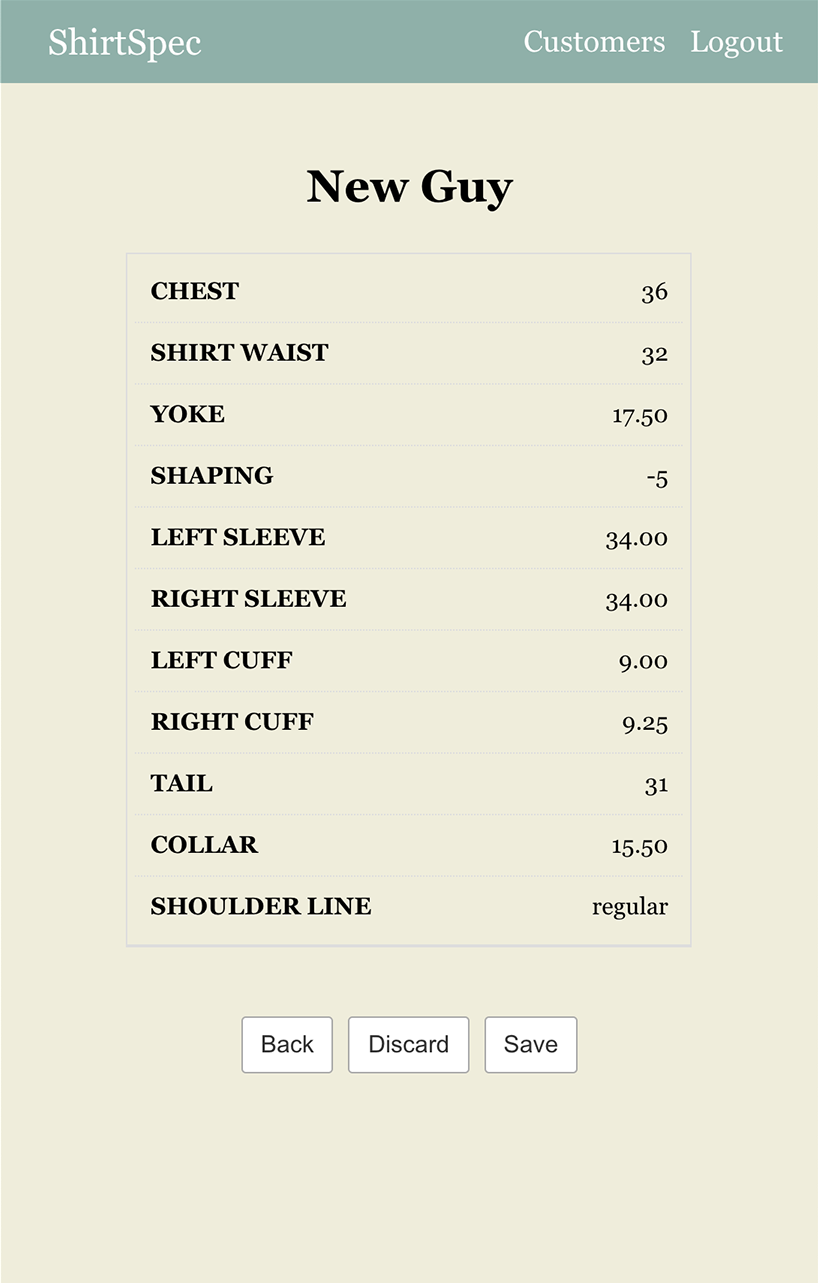 ShirtSpec Customers Logout
New Guy
CHEST 36
SHIRT WAIST 32
YOKE 17.50
SHAPING -5
LEFT SLEEVE 34.00
RIGHT SLEEVE 34.00
LEFT CUFF 9.00
RIGHT CUFF 9.25
TAIL 31
COLLAR 15.50
SHOULDER LINE regular
Back Discard Save